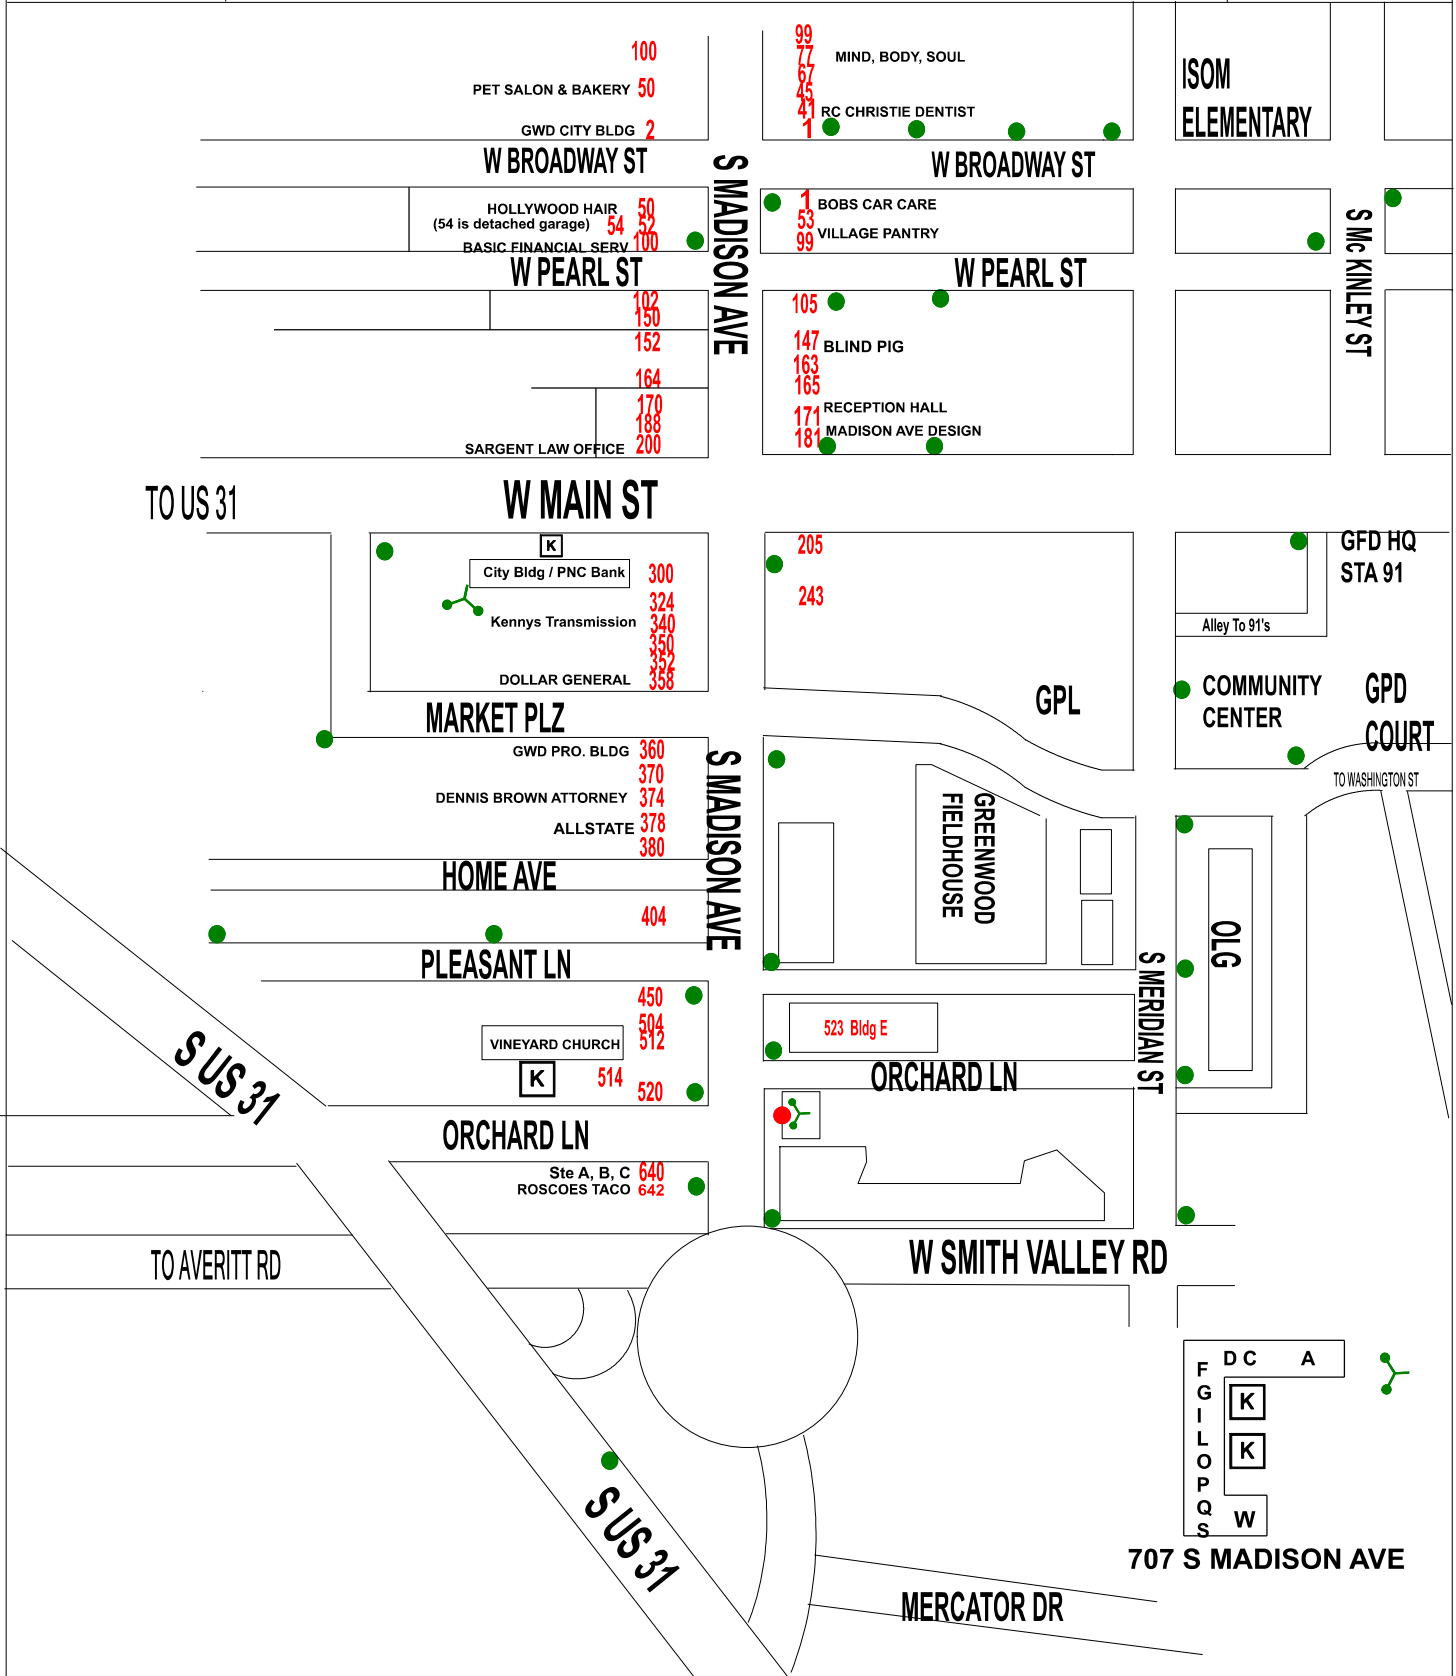 99
100
77 MIND, BODY, SOUL
ISOM
67
PET SALON & BAKERY 50
45
41 RC CHRISTIE DENTIST
ELEMENTARY
GWD CITY BLDG 2
1
W BROADWAY ST
W BROADWAY ST
S MADISON AVE
HOLLYWOOD HAIR 50
1 BOBS CAR CARE
(54 is detached garage) 54 52
53
VILLAGE PANTRY
BASIC FINANCIAL SERV 100
99
S Mc KINLEY ST
W PEARL ST
W PEARL ST
102
105
150
152
147 BLIND PIG
163
164
165
170
RECEPTION HALL
171
188
MADISON AVE DESIGN
181
SARGENT LAW OFFICE 200
TO US 31
W MAIN ST
K
205
GFD HQ
City Bldg / PNC Bank 300
STA 91
324
243
Kennys Transmission 340
Alley To 91's
350
352
DOLLAR GENERAL 358
COMMUNITY
CENTER
GPD
COURT
GPL
MARKET PLZ
GWD PRO. BLDG 360
370
TO WASHINGTON ST
DENNIS BROWN ATTORNEY 374
ALLSTATE 378
380
S MADISON AVE
GREENWOOD
FIELDHOUSE
HOME AVE
404
OLG
PLEASANT LN
450
S MERIDIAN ST
504
523 Bldg E
VINEYARD CHURCH 512
S US 31
K
514
520
ORCHARD LN
ORCHARD LN
Ste A, B, C 640
ROSCOES TACO 642
TO AVERITT RD
W SMITH VALLEY RD
D C A
F
G
I
L
O
P
Q
S
K
K
W
S US 31
707 S MADISON AVE
MERCATOR DR